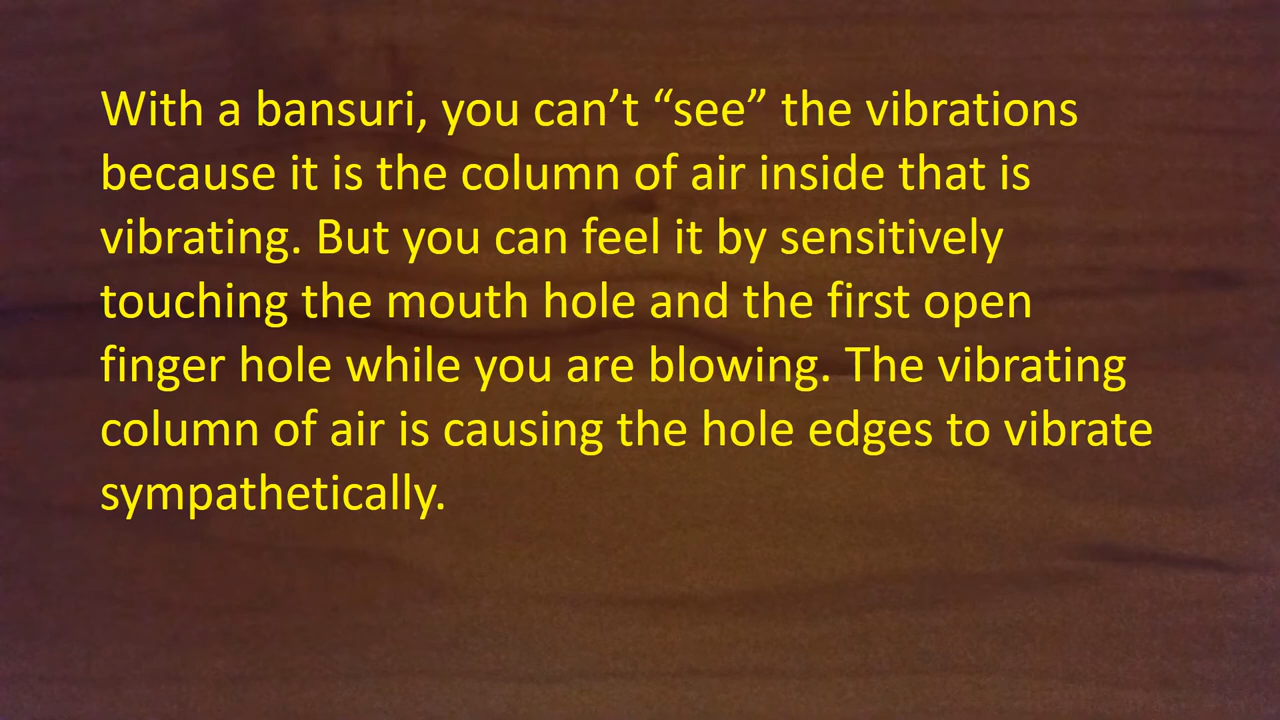 With a bansuri, you can’t “see” the vibrations
because it is the column of air inside that is
vibrating. But you can feel it by sensitively
touching the mouth hole and the first open
finger hole while you are blowing. The vibrating
column of air is causing the hole edges to vibrate
sympathetically.